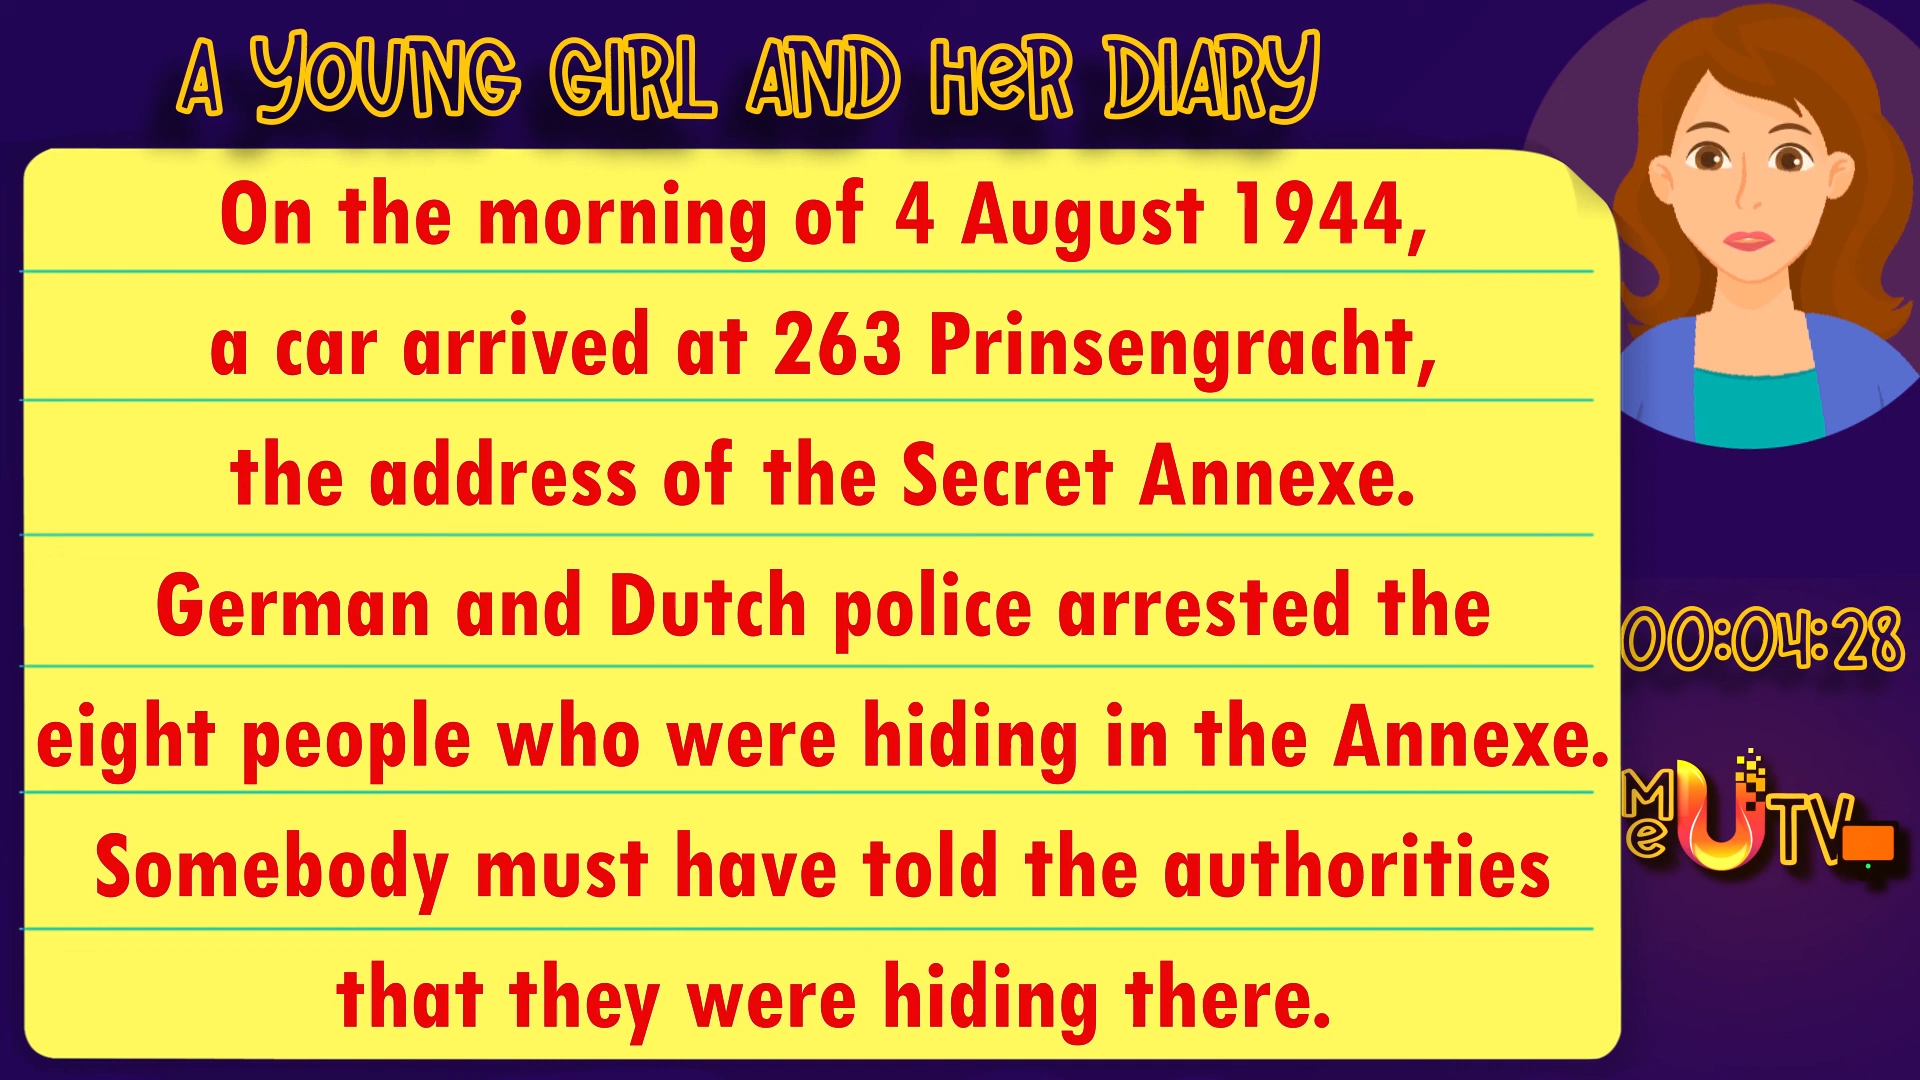 A YOUNG GIRL AND HER DIARY
On the morning of 4 August 1944,
a car arrived at 263 Prinsengracht,
the address of the Secret Annexe.
German and Dutch police arrested the
eight people who were hiding in the Annexe.
Somebody must have told the authorities
that they were hiding there.
00:04:28
Me U TV